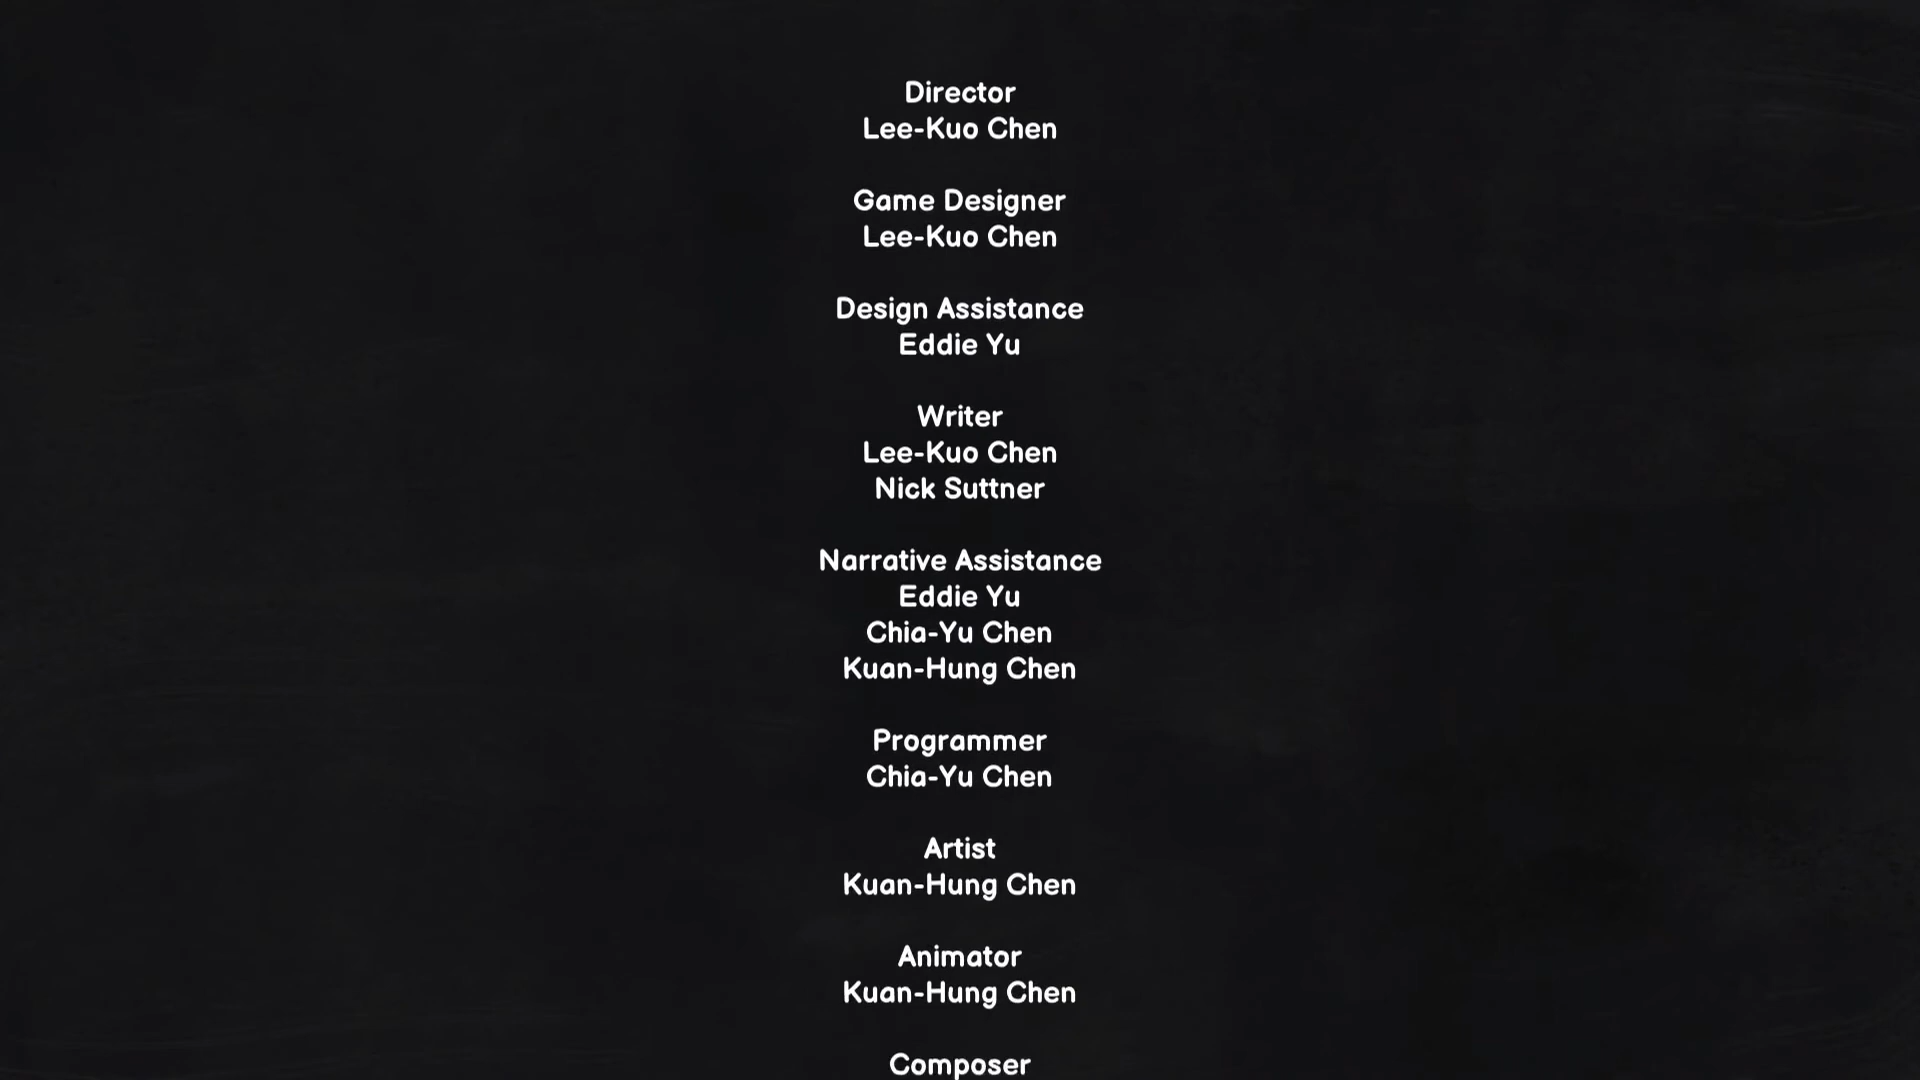 Director
Lee-Kuo Chen
Game Designer
Lee-Kuo Chen
Design Assistance
Eddie Yu
Writer
Lee-Kuo Chen
Nick Suttner
Narrative Assistance
Eddie Yu
Chia-Yu Chen
Kuan-Hung Chen
Programmer
Chia-Yu Chen
Artist
Kuan-Hung Chen
Animator
Kuan-Hung Chen
Composer